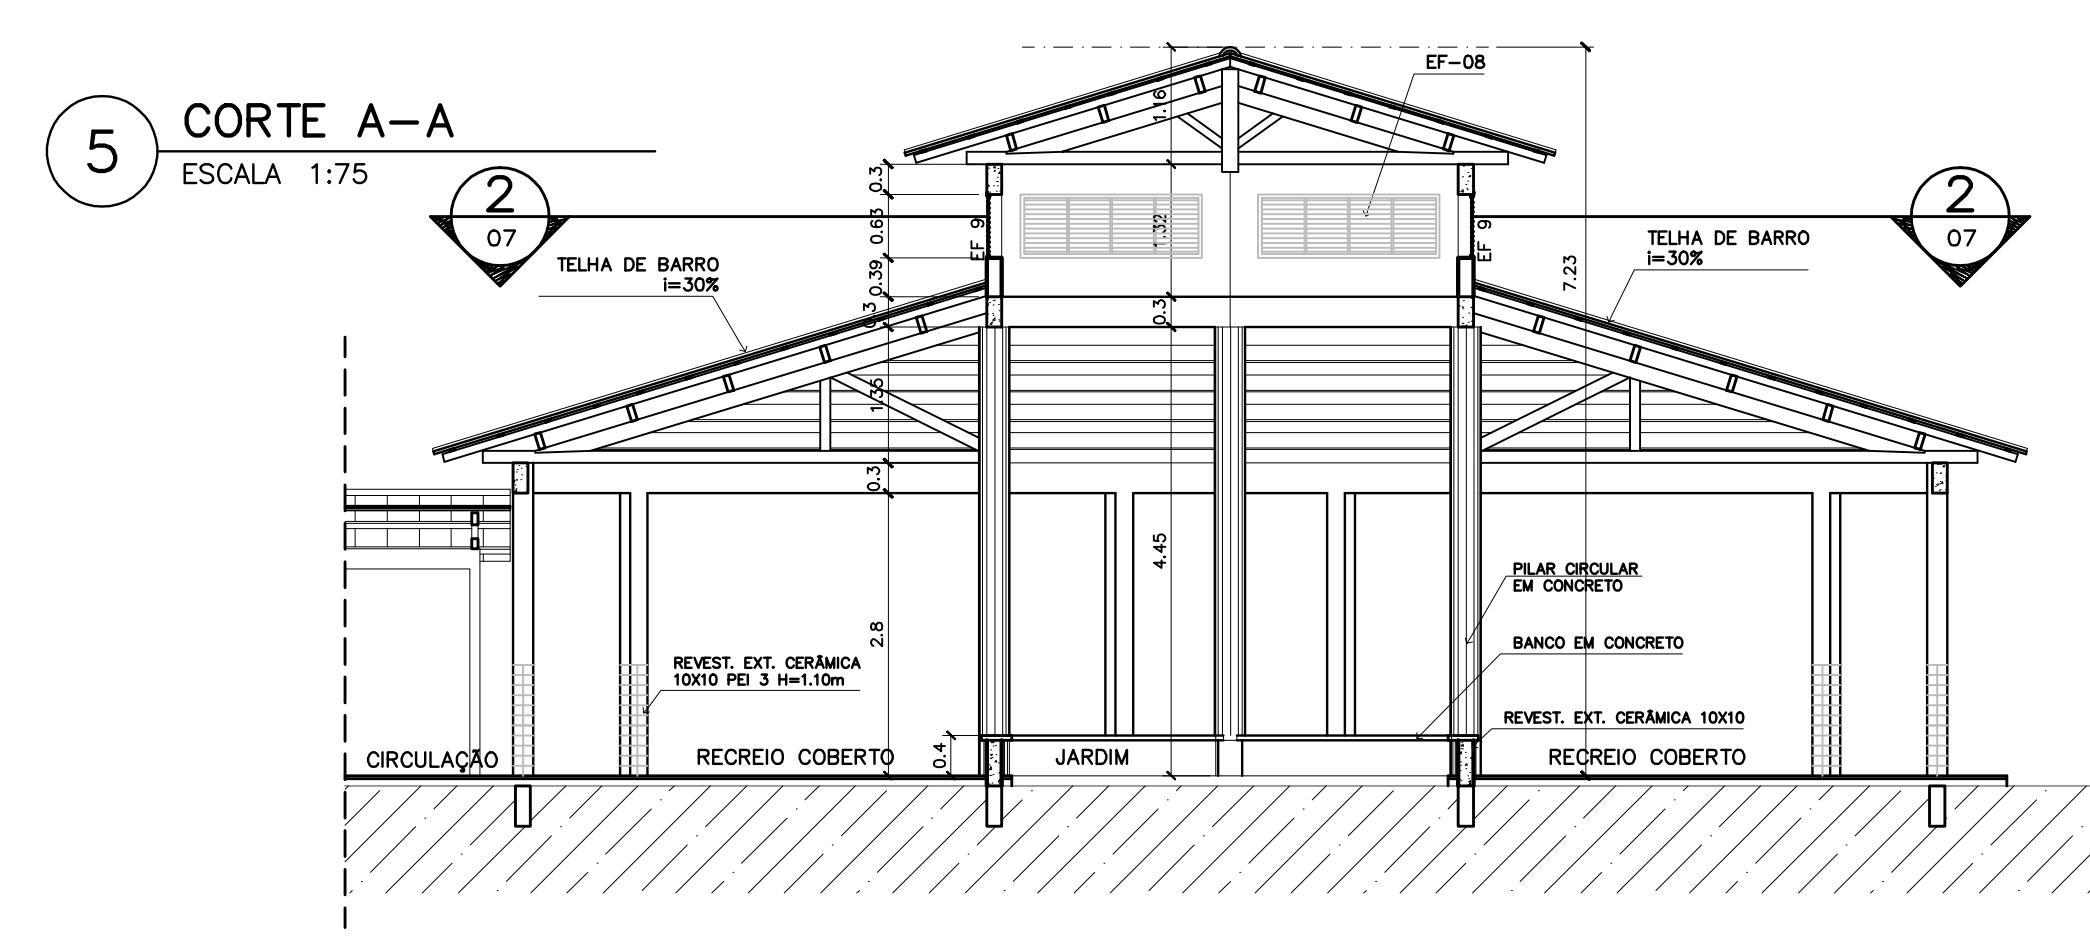 5
CORTE A-A
ESCALA 1:75
2
07
2
07
EF-08
TELHA DE BARRO
i=30%
TELHA DE BARRO
i=30%
EF 9
EF 9
1.16
0.3
0.63
0.39
0.3
1.35
0.3
2.8
1.32
0.3
4.45
0.4
7.23
PILAR CIRCULAR
EM CONCRETO
BANCO EM CONCRETO
REVEST. EXT. CERÂMICA
10X10 PEI 3 H=1.10m
REVEST. EXT. CERÂMICA 10X10
CIRCULAÇÃO
RECREIO COBERTO
JARDIM
RECREIO COBERTO